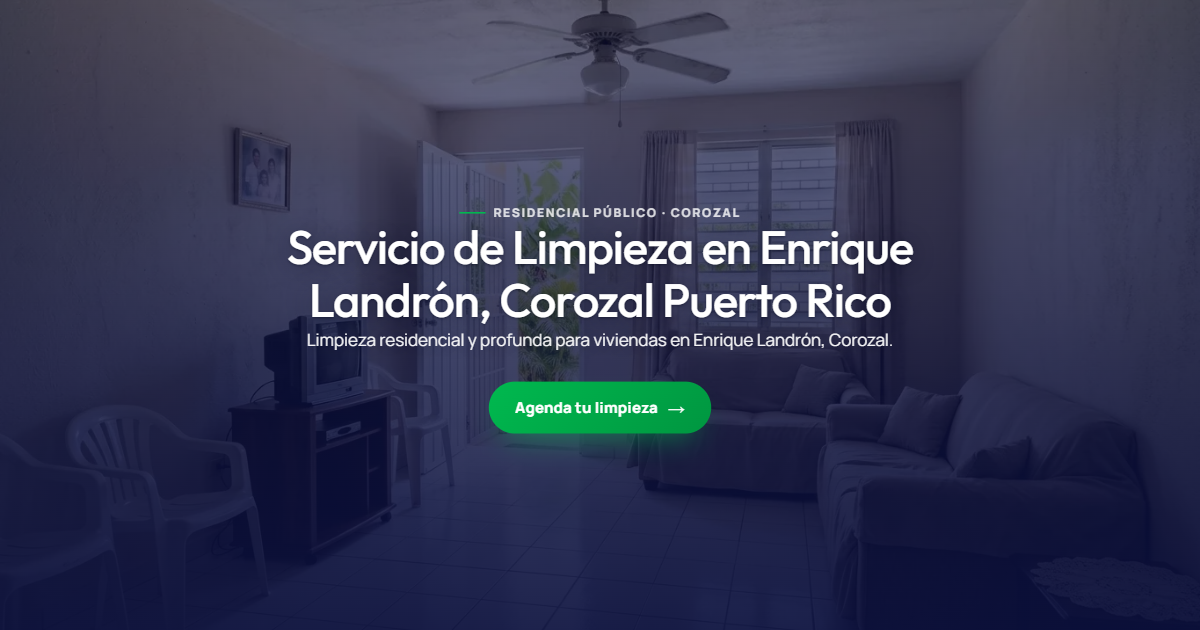 RESIDENCIAL PÚBLICO · COROZAL
Servicio de Limpieza en Enrique
Landrón, Corozal Puerto Rico
Limpieza residencial y profunda para viviendas en Enrique Landrón, Corozal.
Agenda tu limpieza →